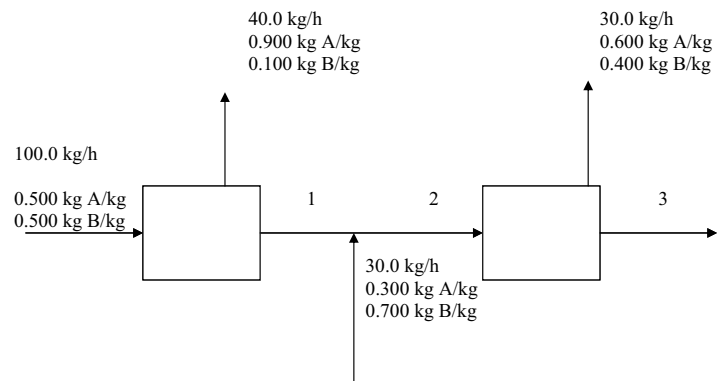 40.0 kg/h
0.900 kg A/kg
0.100 kg B/kg
30.0 kg/h
0.600 kg A/kg
0.400 kg B/kg
100.0 kg/h
0.500 kg A/kg
0.500 kg B/kg
1
2
3
30.0 kg/h
0.300 kg A/kg
0.700 kg B/kg